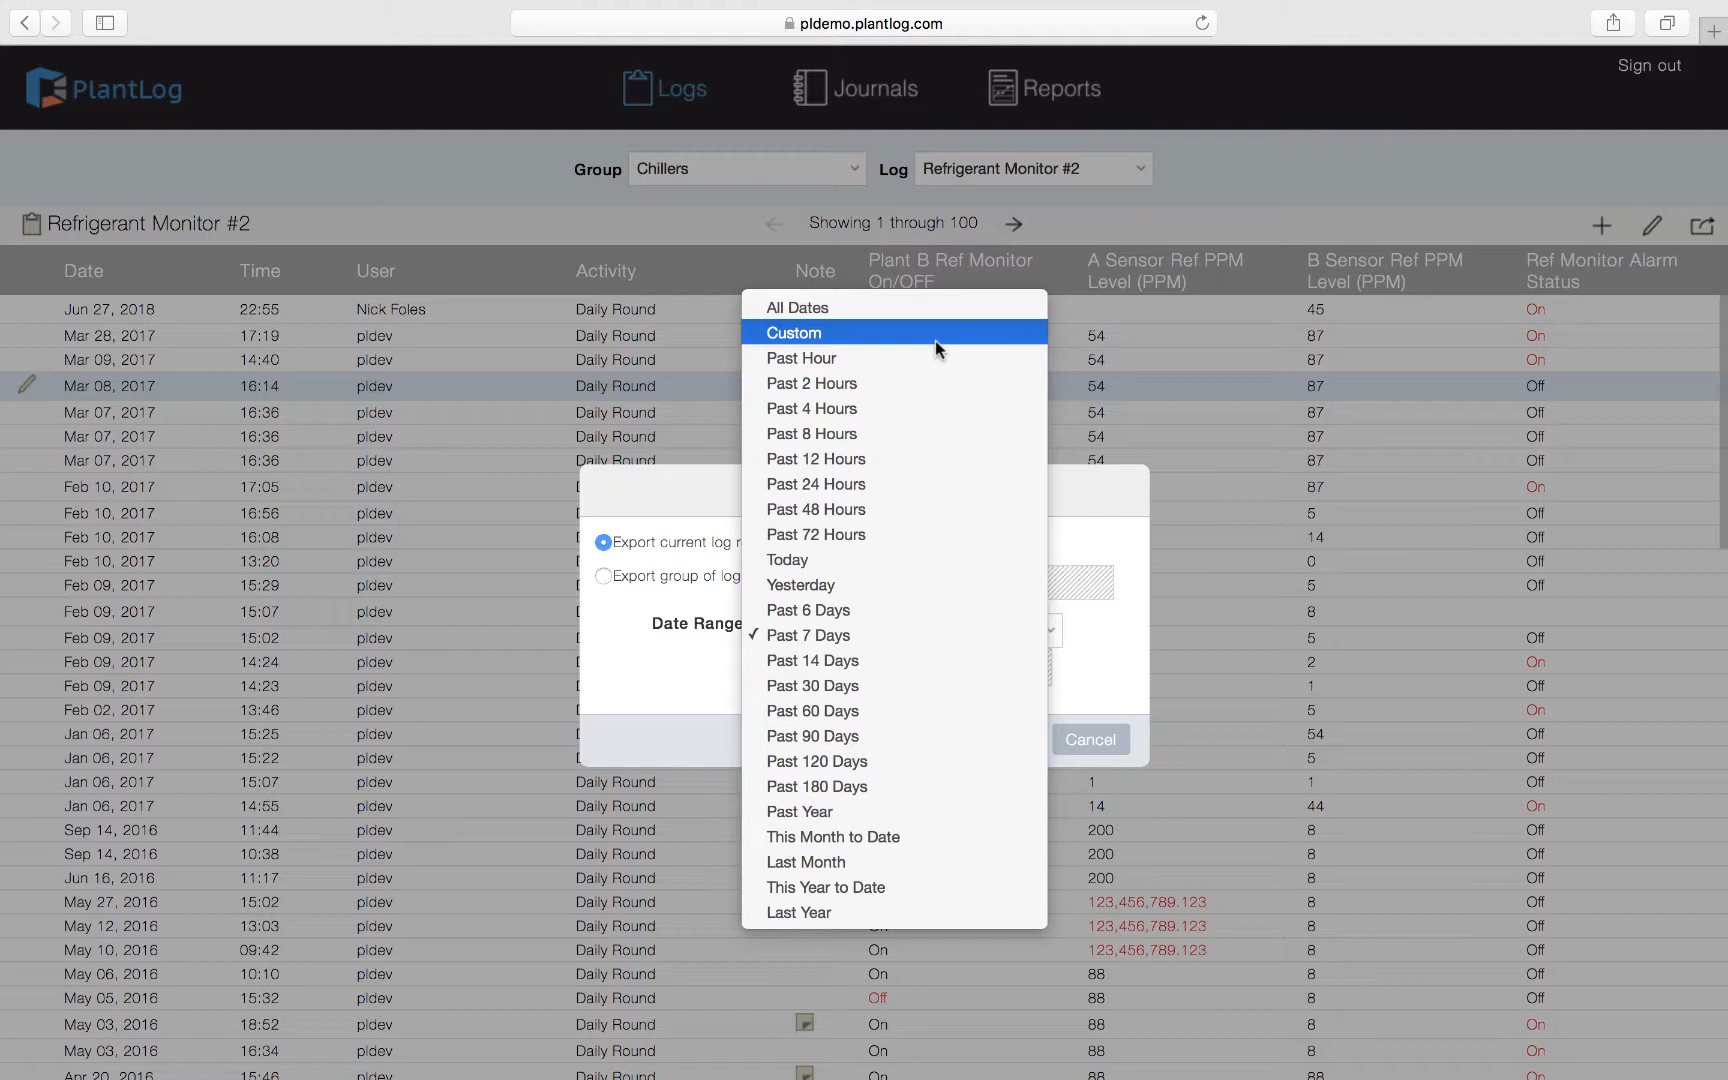 pldemo.plantlog.com
PlantLog
Logs
Journals
Reports
Sign out
Group Chillers Log Refrigerant Monitor #2
Refrigerant Monitor #2 Showing 1 through 100
Date Time User Activity Note Plant B Ref Monitor On/OFF A Sensor Ref PPM Level (PPM) B Sensor Ref PPM Level (PPM) Ref Monitor Alarm Status
Jun 27, 2018 22:55 Nick Foles Daily Round 45 On
Mar 28, 2017 17:19 pldev Daily Round 54 87 On
Mar 09, 2017 14:40 pldev Daily Round 54 87 On
Mar 08, 2017 16:14 pldev Daily Round 54 87 Off
Mar 07, 2017 16:36 pldev Daily Round 54 87 Off
Mar 07, 2017 16:36 pldev Daily Round 54 87 Off
Mar 07, 2017 16:36 pldev Daily Round 54 87 Off
Feb 10, 2017 17:05 pldev 87 On
Feb 10, 2017 16:56 pldev 5 Off
Feb 10, 2017 16:08 pldev 14 Off
Feb 10, 2017 13:20 pldev 0 Off
Feb 09, 2017 15:29 pldev 5 Off
Feb 09, 2017 15:07 pldev 8
Feb 09, 2017 15:02 pldev 5 Off
Feb 09, 2017 14:24 pldev 2 On
Feb 09, 2017 14:23 pldev 1 Off
Feb 02, 2017 13:46 pldev 5 On
Jan 06, 2017 15:25 pldev 54 Off
Jan 06, 2017 15:22 pldev 5 Off
Jan 06, 2017 15:07 pldev Daily Round 1 1 Off
Jan 06, 2017 14:55 pldev Daily Round 14 44 On
Sep 14, 2016 11:44 pldev Daily Round 200 8 Off
Sep 14, 2016 10:38 pldev Daily Round 200 8 Off
Jun 16, 2016 11:17 pldev Daily Round 200 8 Off
May 27, 2016 15:02 pldev Daily Round 123,456,789.123 8 Off
May 12, 2016 13:03 pldev Daily Round On 123,456,789.123 8 Off
May 10, 2016 09:42 pldev Daily Round On 123,456,789.123 8 Off
May 06, 2016 10:10 pldev Daily Round On 88 8 Off
May 05, 2016 15:32 pldev Daily Round Off 88 8 Off
May 03, 2016 18:52 pldev Daily Round On 88 8 On
May 03, 2016 16:34 pldev Daily Round On 88 8 On
Apr 20, 2016 15:46 pldev Daily Round On 88 88 On
Export current log
Export group of log
Date Range
Cancel
All Dates
Custom
Past Hour
Past 2 Hours
Past 4 Hours
Past 8 Hours
Past 12 Hours
Past 24 Hours
Past 48 Hours
Past 72 Hours
Today
Yesterday
Past 6 Days
✓ Past 7 Days
Past 14 Days
Past 30 Days
Past 60 Days
Past 90 Days
Past 120 Days
Past 180 Days
Past Year
This Month to Date
Last Month
This Year to Date
Last Year